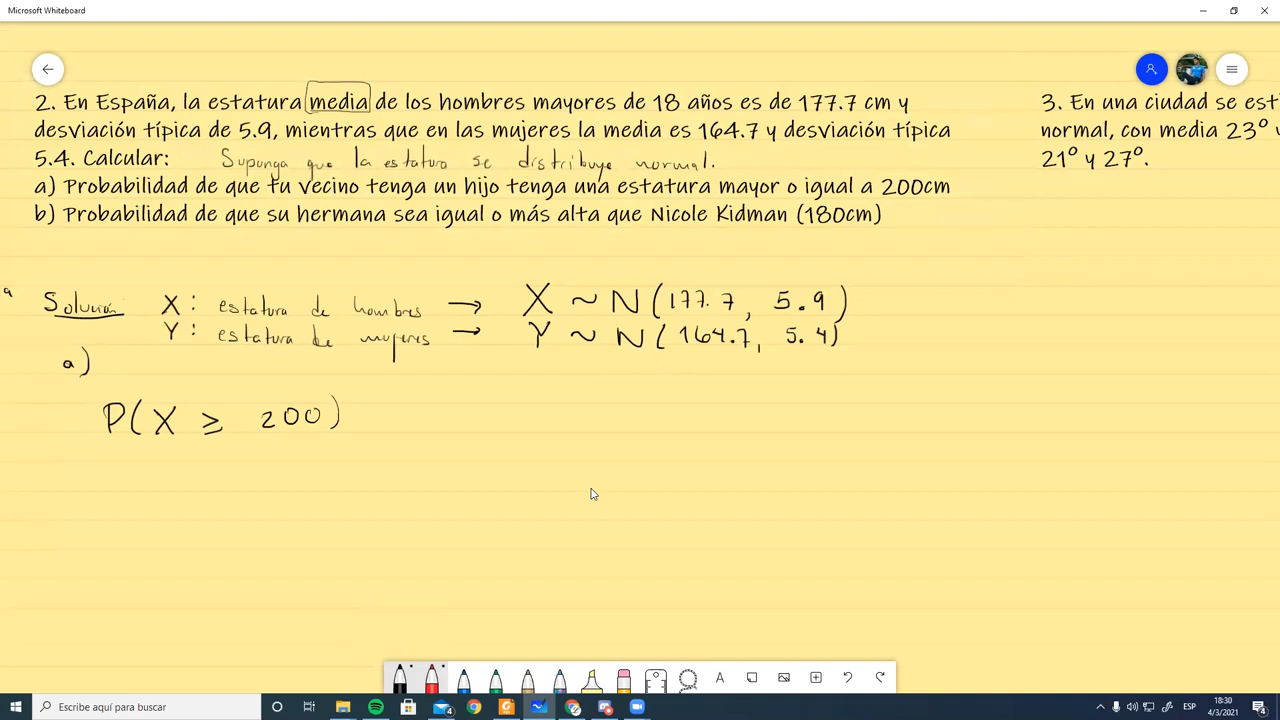 Microsoft Whiteboard
2. En España, la estatura media de los hombres mayores de 18 años es de 177.7 cm y
desviación típica de 5.9, mientras que en las mujeres la media es 164.7 y desviación típica
5.4. Calcular: Suponga que la estatura se distribuye normal.
a) Probabilidad de que tu vecino tenga un hijo tenga una estatura mayor o igual a 200cm
b) Probabilidad de que su hermana sea igual o más alta que Nicole Kidman (180cm)
3. En una ciudad se est
normal, con media 23º
21º y 27º.
a
Solución X : estatura de hombres → X ~ N(177.7, 5.9)
Y : estatura de mujeres → Y ~ N(164.7, 5.4)
a)
P(X ≥ 200)
A
Escribe aquí para buscar
4
ESP
18:30
4/3/2021
4